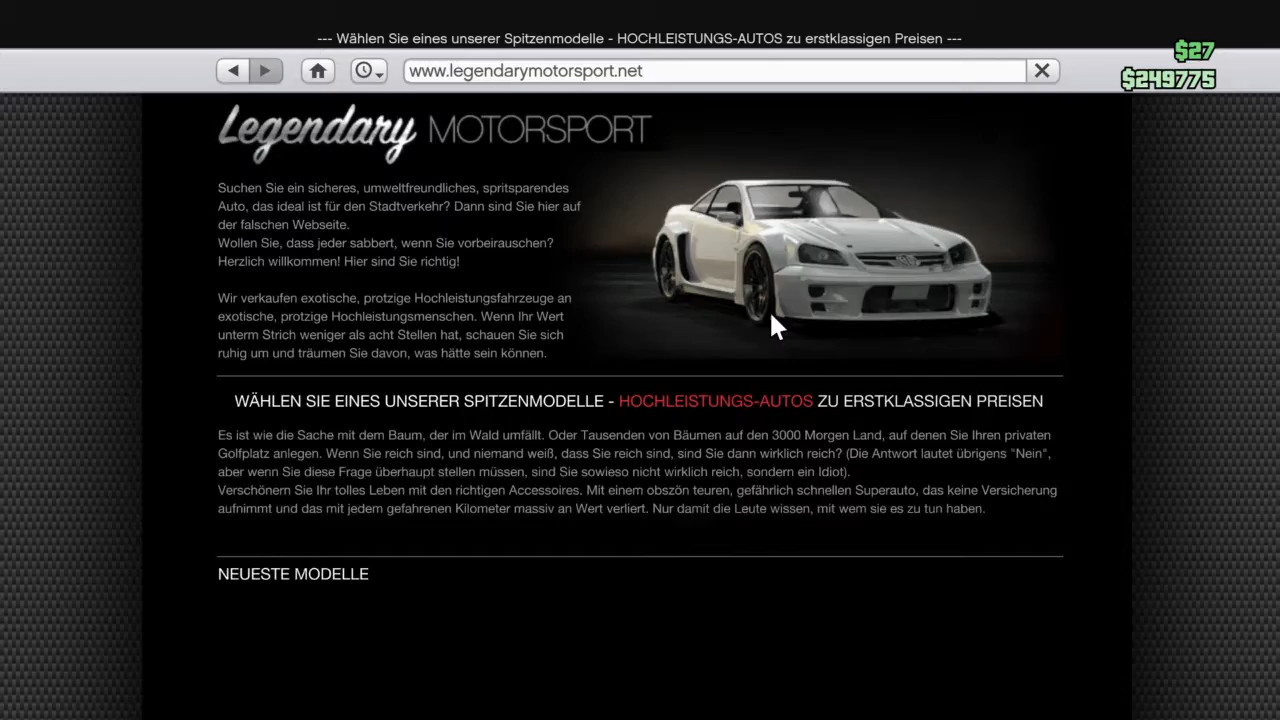 --- Wählen Sie eines unserer Spitzenmodelle - HOCHLEISTUNGS-AUTOS zu erstklassigen Preisen ---
$27
www.legendarymotorsport.net
$249775
Legendary MOTORSPORT
Suchen Sie ein sicheres, umweltfreundliches, spritsparendes
Auto, das ideal ist für den Stadtverkehr? Dann sind Sie hier auf
der falschen Webseite.
Wollen Sie, dass jeder sabbert, wenn Sie vorbeirauschen?
Herzlich willkommen! Hier sind Sie richtig!
Wir verkaufen exotische, protzige Hochleistungsfahrzeuge an
exotische, protzige Hochleistungsmenschen. Wenn Ihr Wert
unterm Strich weniger als acht Stellen hat, schauen Sie sich
ruhig um und träumen Sie davon, was hätte sein können.
WÄHLEN SIE EINES UNSERER SPITZENMODELLE - HOCHLEISTUNGS-AUTOS ZU ERSTKLASSIGEN PREISEN
Es ist wie die Sache mit dem Baum, der im Wald umfällt. Oder Tausenden von Bäumen auf den 3000 Morgen Land, auf denen Sie Ihren privaten
Golfplatz anlegen. Wenn Sie reich sind, und niemand weiß, dass Sie reich sind, sind Sie dann wirklich reich? (Die Antwort lautet übrigens "Nein",
aber wenn Sie diese Frage überhaupt stellen müssen, sind Sie sowieso nicht wirklich reich, sondern ein Idiot).
Verschönern Sie Ihr tolles Leben mit den richtigen Accessoires. Mit einem obszön teuren, gefährlich schnellen Superauto, das keine Versicherung
aufnimmt und das mit jedem gefahrenen Kilometer massiv an Wert verliert. Nur damit die Leute wissen, mit wem sie es zu tun haben.
NEUESTE MODELLE